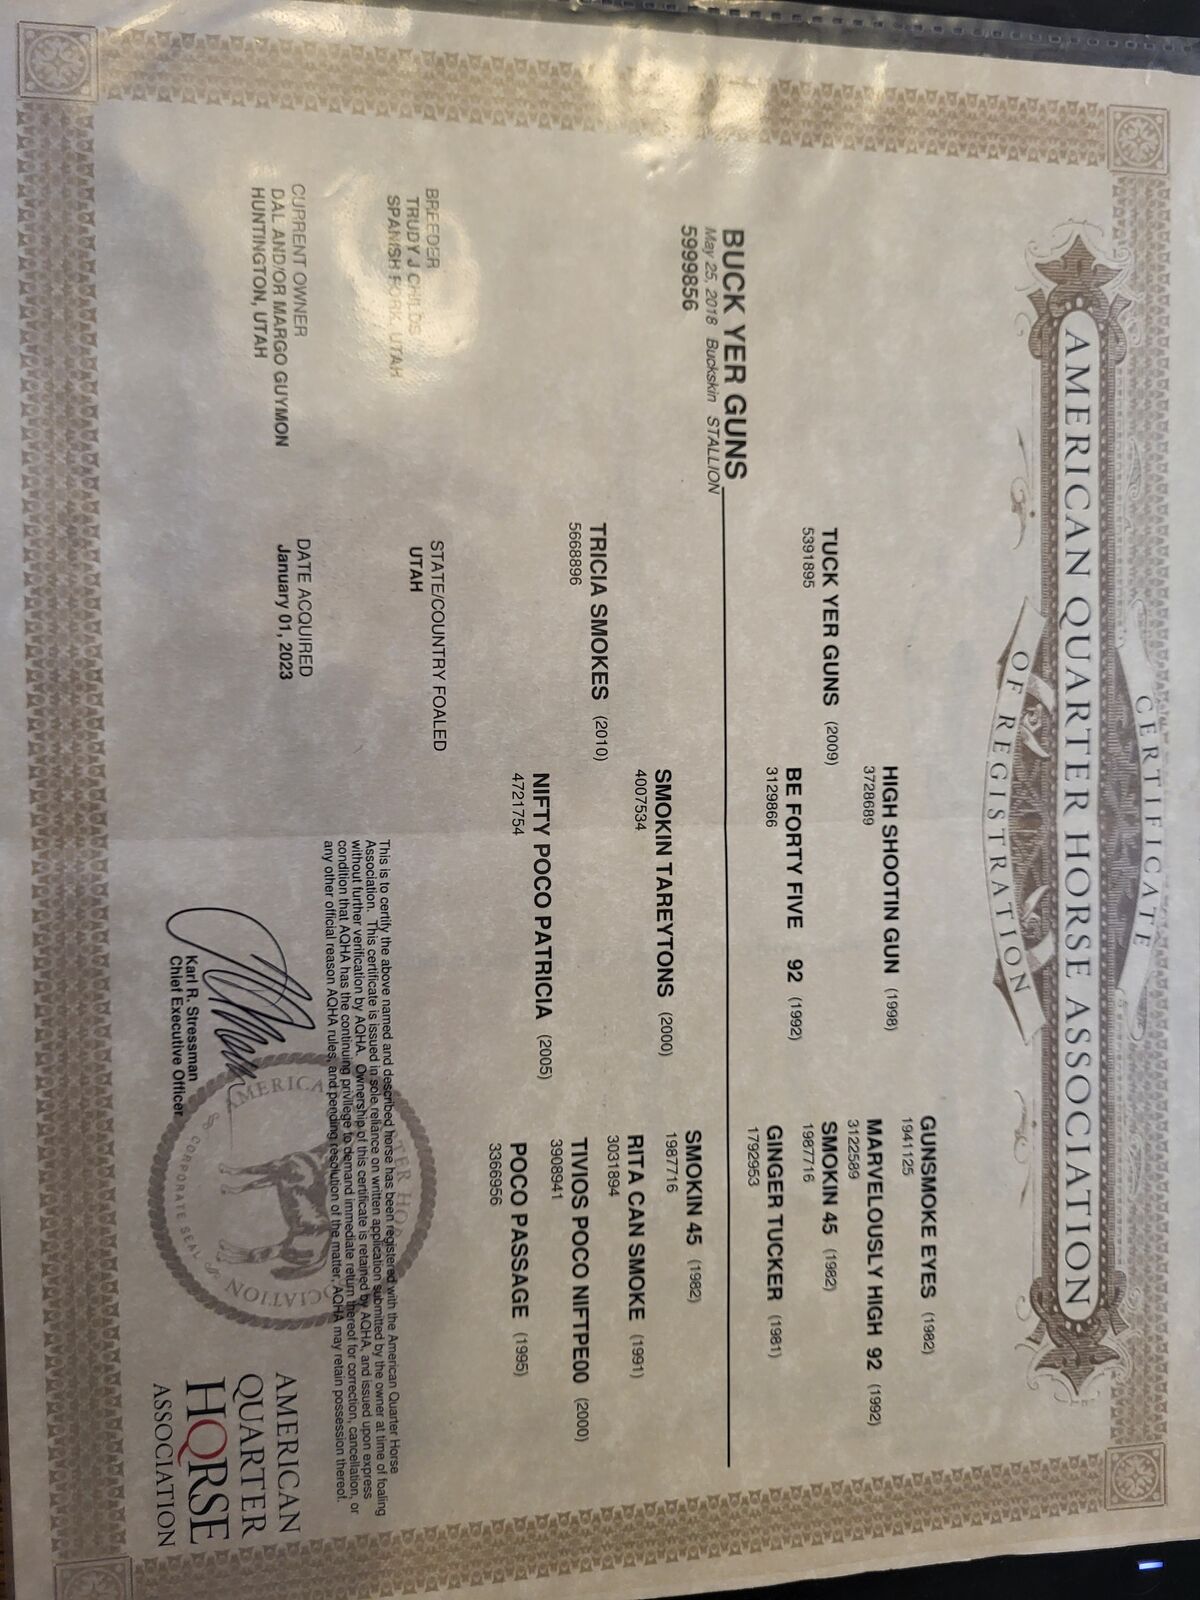 CERTIFICATE
AMERICAN QUARTER HORSE ASSOCIATION
OF REGISTRATION
GUNSMOKE EYES (1982)
1941125
HIGH SHOOTIN GUN (1998)
3728689
MARVELOUSLY HIGH 92 (1992)
3122589
TUCK YER GUNS (2009)
5391895
SMOKIN 45 (1982)
1987716
BE FORTY FIVE 92 (1992)
3129866
GINGER TUCKER (1981)
1792953
BUCK YER GUNS
May 25, 2018 Buckskin STALLION
5999856
SMOKIN 45 (1982)
1987716
SMOKIN TAREYTONS (2000)
4007534
RITA CAN SMOKE (1991)
3031894
TRICIA SMOKES (2010)
5668896
TIVIOS POCO NIFTPE00 (2000)
3908941
NIFTY POCO PATRICIA (2005)
4721754
POCO PASSAGE (1995)
3366956
BREEDER
TRUDY J CHILDS
SPANISH FORK, UTAH
STATE/COUNTRY FOALED
UTAH
CURRENT OWNER
DAL AND/OR MARGO GUYMON
HUNTINGTON, UTAH
DATE ACQUIRED
January 01, 2023
This is to certify the above named and described horse has been registered with the American Quarter Horse
Association. This certificate is issued in sole reliance on written application submitted by the owner at time of foaling
without further verification by AQHA. Ownership of this certificate is retained by AQHA, and issued upon express
condition that AQHA has the continuing privilege to demand immediate return thereof for correction, cancellation, or
any other official reason AQHA rules, and pending resolution of the matter, AQHA may retain possession thereof.
Karl R. Stressman
Chief Executive Officer
CORPORATE SEAL
AMERICAN
QUARTER
HORSE
ASSOCIATION